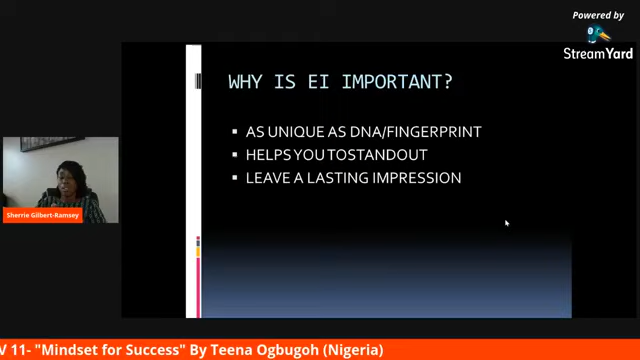 Powered by
StreamYard
WHY IS EI IMPORTANT?
▪ AS UNIQUE AS DNA/FINGERPRINT
▪ HELPS YOU TOSTANDOUT
▪ LEAVE A LASTING IMPRESSION
Sherrie Gilbert-Ramsey
V 11- "Mindset for Success" By Teena Ogbugoh (Nigeria)